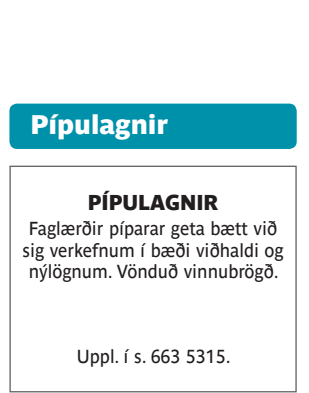 Pípulagnir
PÍPULAGNIR
Faglærðir píparar geta bætt við
sig verkefnum í bæði viðhaldi og
nýlögnum. Vönduð vinnubrögð.
Uppl. í s. 663 5315.